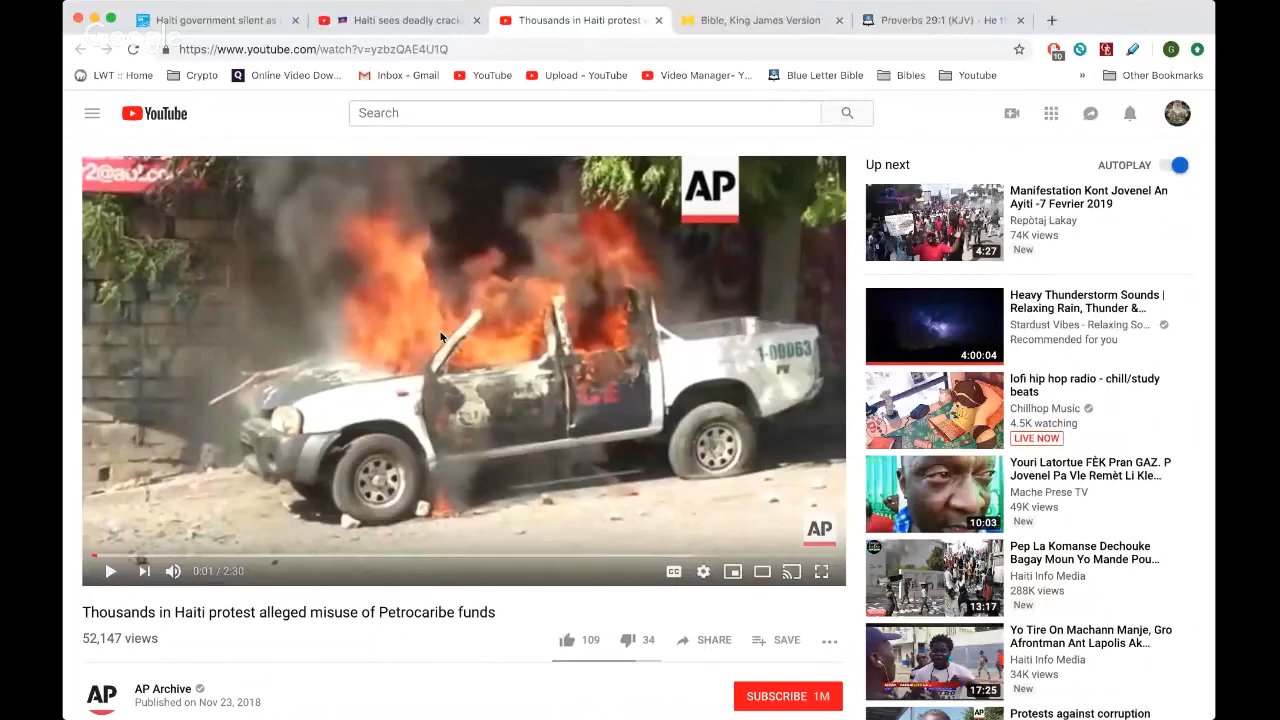 Haiti government silent as
Haiti sees deadly crack
Thousands in Haiti protest
Bible, King James Version
Proverbs 29:1 (KJV) - He t
Google
https://www.youtube.com/watch?v=yzbzQAE4U1Q
10
G
LWT :: Home
Crypto
Online Video Dow...
Inbox - Gmail
YouTube
Upload - YouTube
Video Manager- Y...
Blue Letter Bible
Bibles
Youtube
»
Other Bookmarks
YouTube
Search
AP
1-00063
AP
0:01 / 2:30
CC
Thousands in Haiti protest alleged misuse of Petrocaribe funds
52,147 views
109
34
SHARE
SAVE
AP
AP Archive
Published on Nov 23, 2018
SUBSCRIBE 1M
Up next
AUTOPLAY
Manifestation Kont Jovenel An
Ayiti -7 Fevrier 2019
Repòtaj Lakay
74K views
New
4:27
Heavy Thunderstorm Sounds |
Relaxing Rain, Thunder &...
Stardust Vibes - Relaxing So...
Recommended for you
4:00:04
lofi hip hop radio - chill/study
beats
Chillhop Music
4.5K watching
LIVE NOW
Youri Latortue FÈK Pran GAZ. P
Jovenel Pa Vle Remèt Li Kle...
Mache Prese TV
49K views
New
10:03
Pep La Komanse Dechouke
Bagay Moun Yo Mande Pou...
Haiti Info Media
288K views
New
13:17
Yo Tire On Machann Manje, Gro
Afrontman Ant Lapolis Ak...
Haiti Info Media
34K views
New
17:25
Protests against corruption
AP